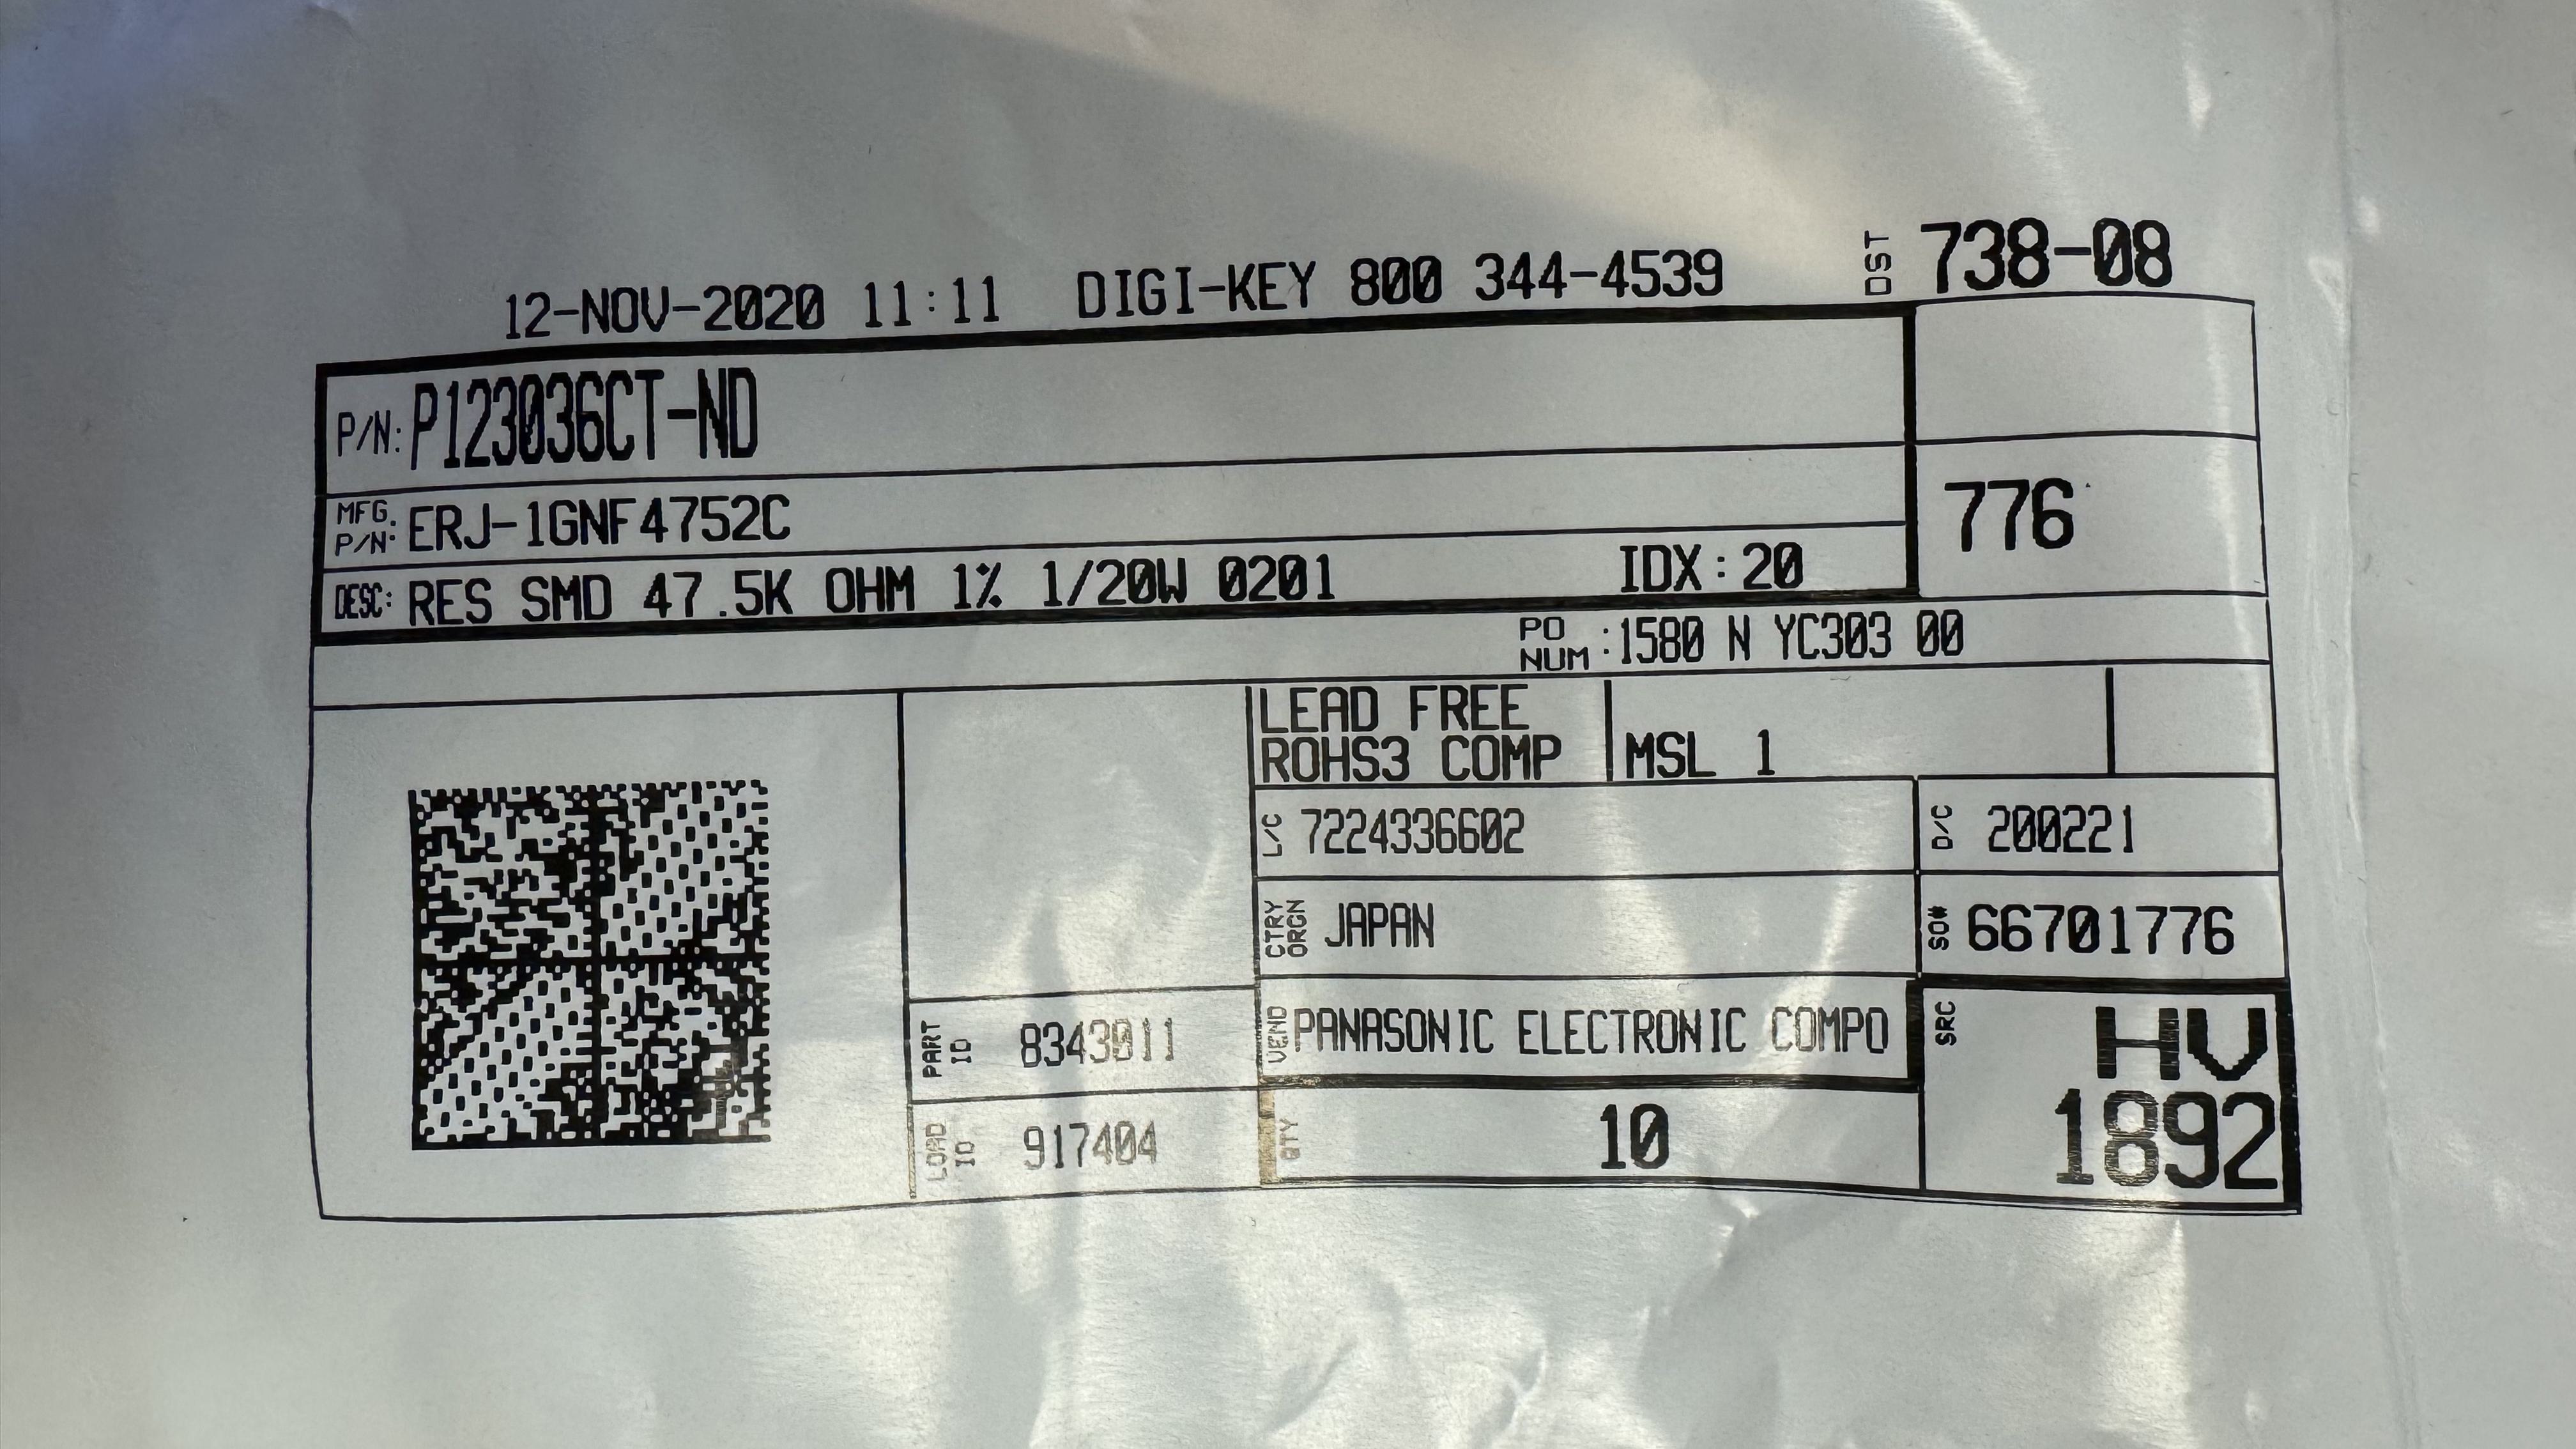 12-NOV-2020 11:11 DIGI-KEY 800 344-4539 DST 738-08
P/N: P123036CT-ND
MFG. P/N: ERJ-1GNF4752C
776
DESC: RES SMD 47.5K OHM 1% 1/20W 0201 IDX:20
PO NUM :1580 N YC303 00
LEAD FREE
ROHS3 COMP
MSL 1
L/C 7224336602
D/C 200221
CTRY ORGN JAPAN
SO# 66701776
PART ID 8343011
VEND PANASONIC ELECTRONIC COMPO
SRC HV
1892
LOAD ID 917404
QTY 10